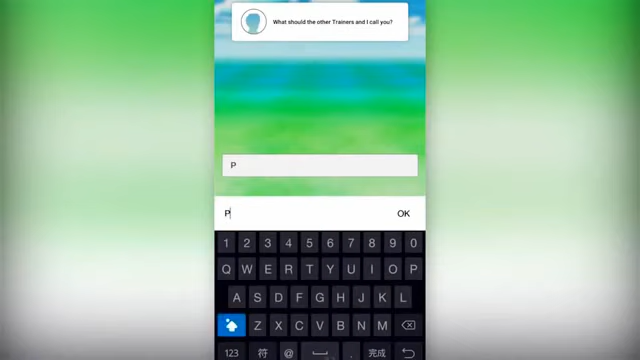 What should the other Trainers and I call you?
P
P
OK
1 2 3 4 5 6 7 8 9 0
Q W E R T Y U I O P
A S D F G H J K L
Z X C V B N M
123 符 @ . 完成